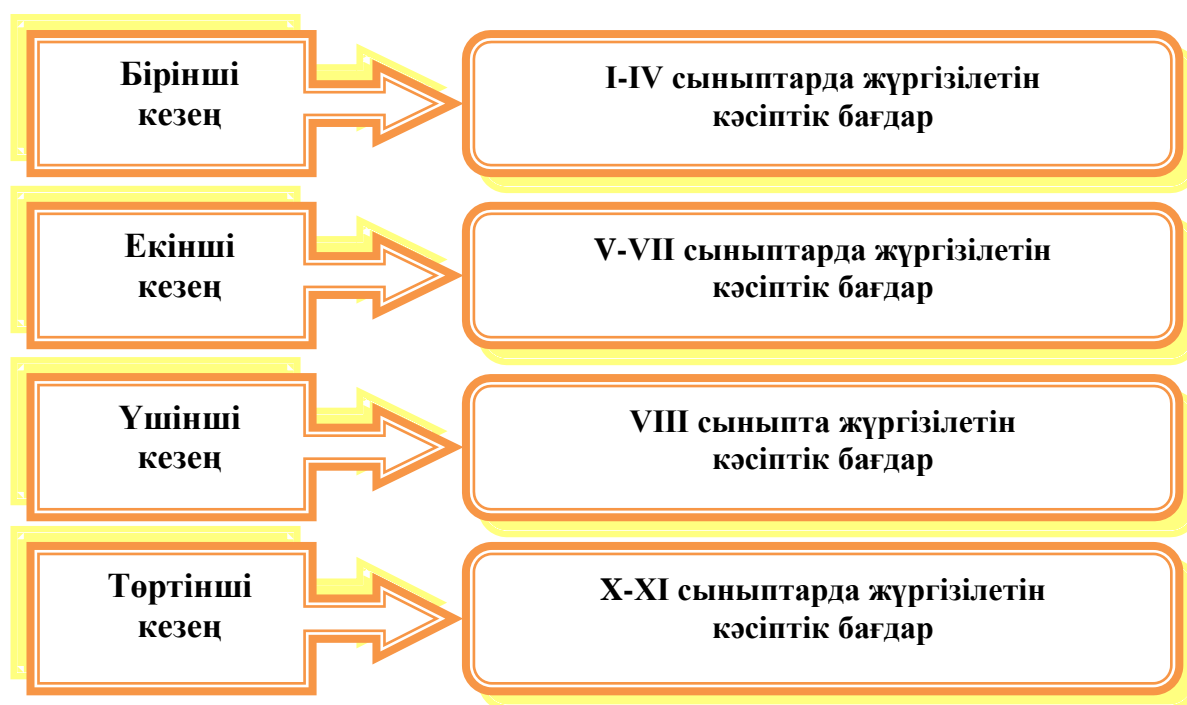 Бірінші
кезең
I-IV сыныптарда жүргізілетін
кәсіптік бағдар
Екінші
кезең
V-VII сыныптарда жүргізілетін
кәсіптік бағдар
Үшінші
кезең
VIII сыныпта жүргізілетін
кәсіптік бағдар
Төртінші
кезең
X-XI сыныптарда жүргізілетін
кәсіптік бағдар